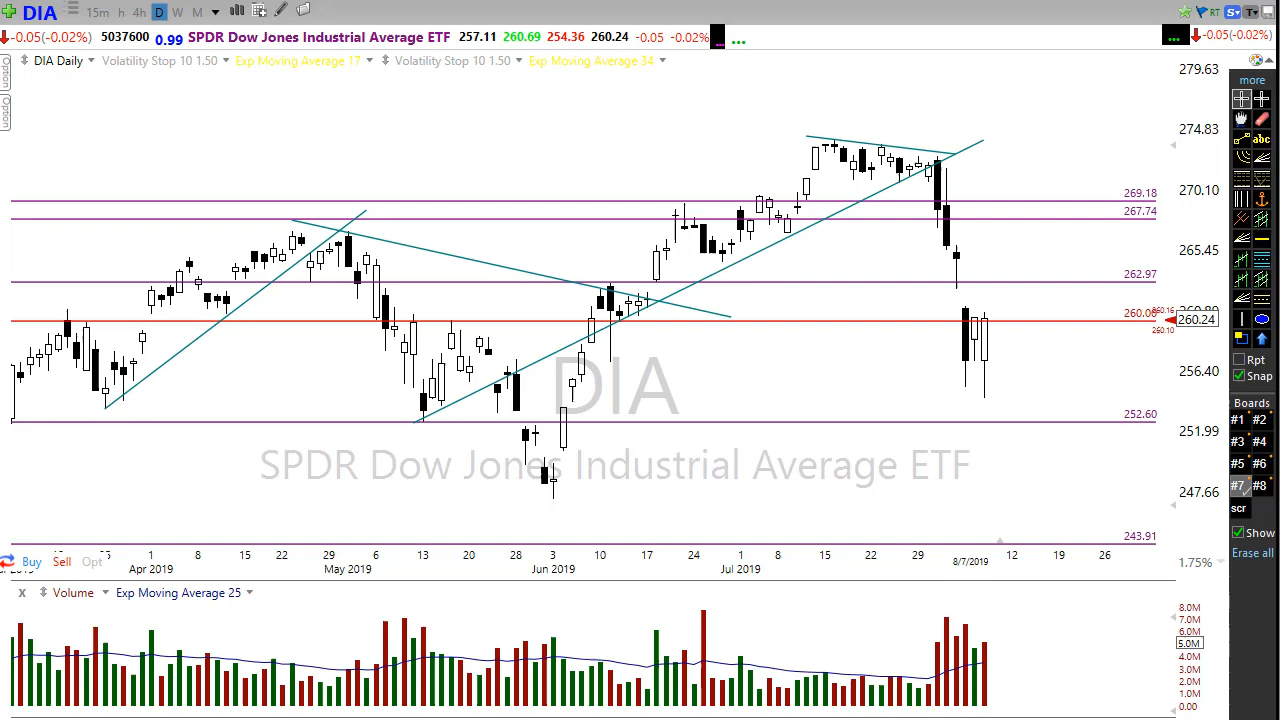 DIA 15m h 4h D W M RT S T
-0.05(-0.02%) 5037600 0.99 SPDR Dow Jones Industrial Average ETF 257.11 260.69 254.36 260.24 -0.05 -0.02% ... ... -0.05(-0.02%)
DIA Daily Volatility Stop 10 1.50 Exp Moving Average 17 Volatility Stop 10 1.50 Exp Moving Average 34
Option
Option
279.63
274.83
270.10
265.45
256.40
251.99
247.66
269.18
267.74
262.97
260.16
260.24
260.10
252.60
243.91
DIA
SPDR Dow Jones Industrial Average ETF
more
abc
Rpt
Snap
Boards
#1 #2
#3 #4
#5 #6
#7 #8
scr
Show
Erase all
1 8 15 22 29 6 13 20 28 3 10 17 24 1 8 15 22 29 12 19 26
Buy Sell Opt
Apr 2019 May 2019 Jun 2019 Jul 2019 8/7/2019
1.75%
x Volume Exp Moving Average 25
8.0M
7.0M
6.0M
5.0M
4.0M
3.0M
2.0M
1.0M
0.00